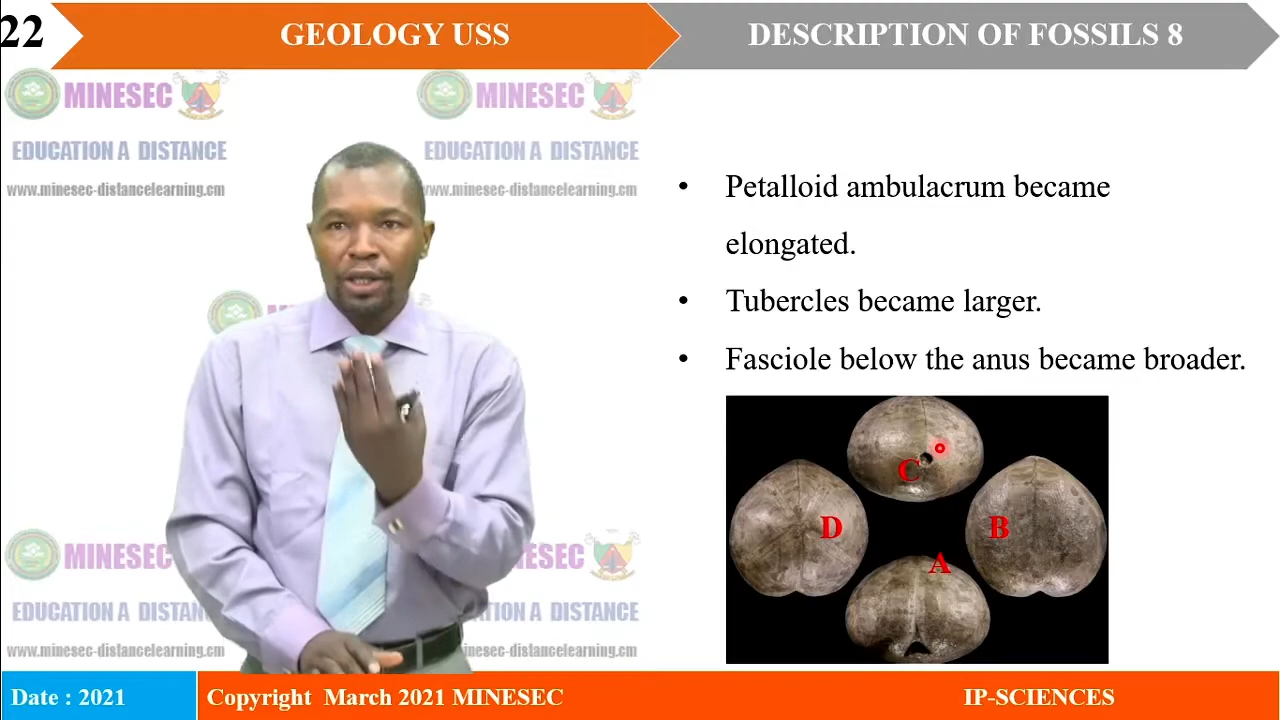 22
GEOLOGY USS
DESCRIPTION OF FOSSILS 8
MINESEC
MINESEC
EDUCATION A DISTANCE
EDUCATION A DISTANCE
www.minesec-distancelearning.cm
www.minesec-distancelearning.cm
• Petalloid ambulacrum became
elongated.
• Tubercles became larger.
• Fasciole below the anus became broader.
C
D
B
A
MINESEC
EDUCATION A DISTAN
TION A DISTANCE
www.minesec-distancelearning.cm
Date : 2021
Copyright March 2021 MINESEC
IP-SCIENCES